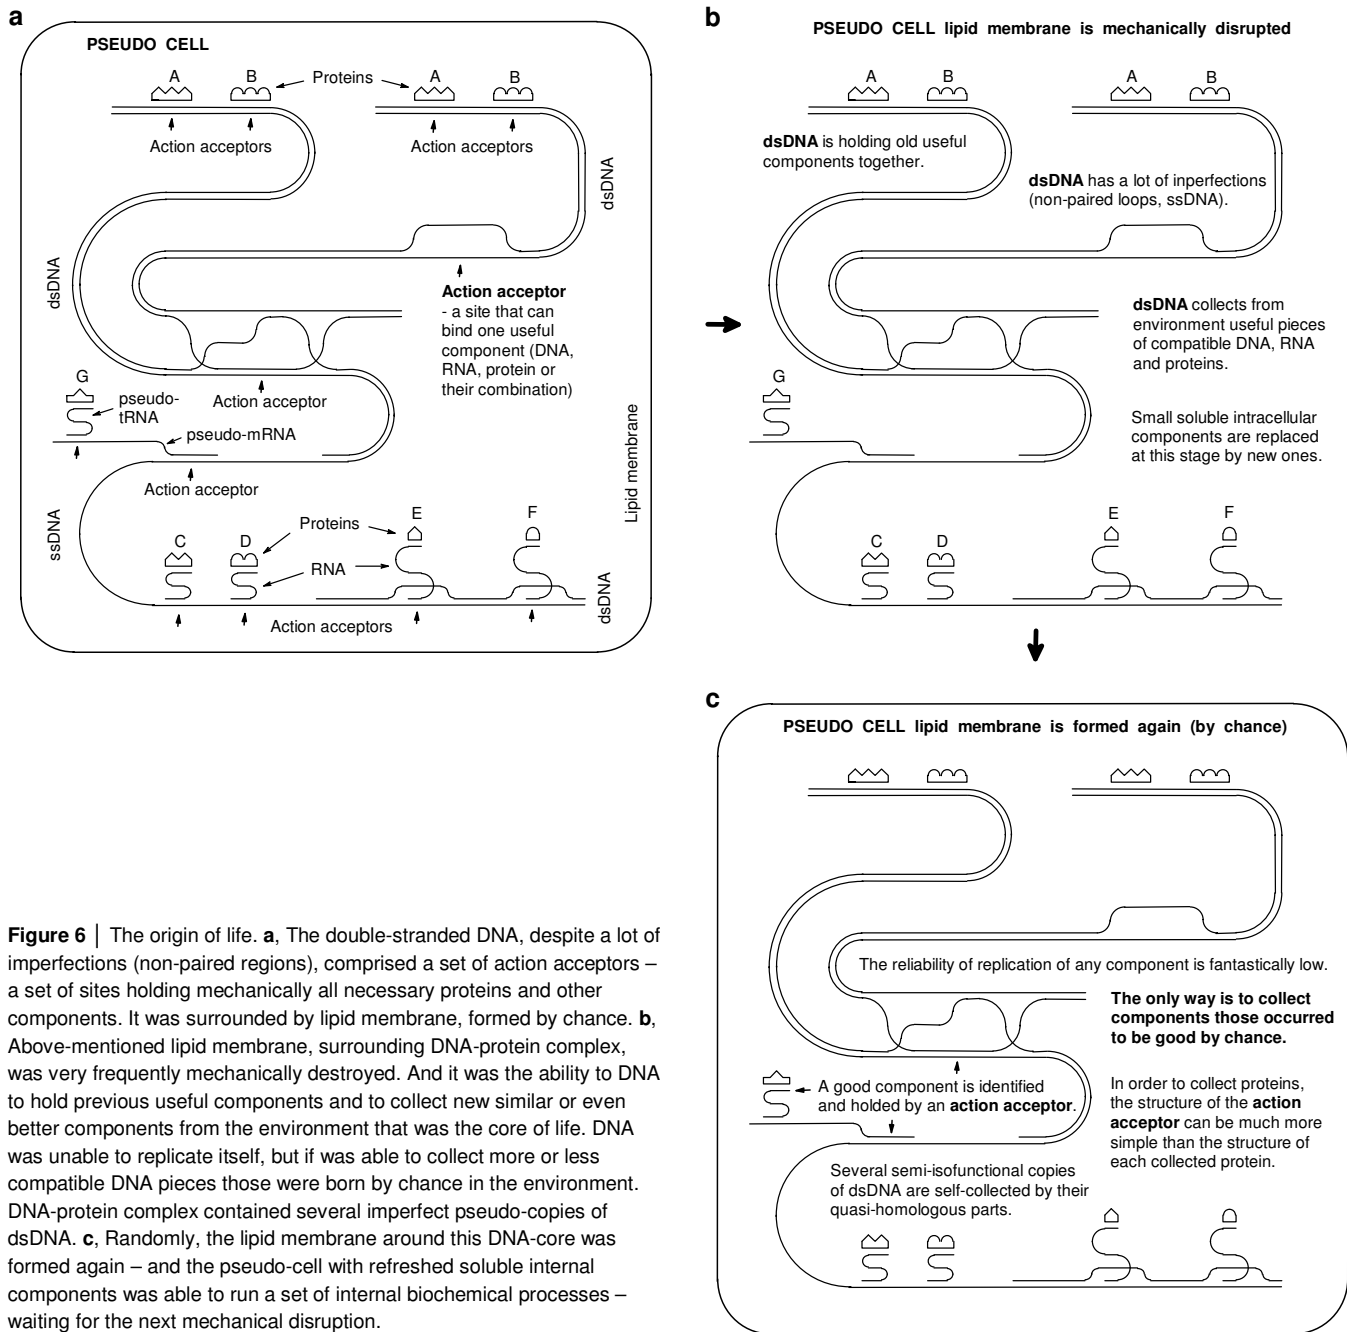 a
PSEUDO CELL
A
B
Proteins
A
B
Action acceptors
Action acceptors
dsDNA
dsDNA
Action acceptor
- a site that can
bind one useful
component (DNA,
RNA, protein or
their combination)
G
pseudo-
tRNA
Action acceptor
pseudo-mRNA
Action acceptor
Lipid membrane
ssDNA
C
D
Proteins
E
F
RNA
dsDNA
Action acceptors
b
PSEUDO CELL lipid membrane is mechanically disrupted
A
B
A
B
dsDNA is holding old useful
components together.
dsDNA has a lot of inperfections
(non-paired loops, ssDNA).
dsDNA collects from
environment useful pieces
of compatible DNA, RNA
and proteins.
G
Small soluble intracellular
components are replaced
at this stage by new ones.
C
D
E
F
c
PSEUDO CELL lipid membrane is formed again (by chance)
The reliability of replication of any component is fantastically low.
The only way is to collect
components those occurred
to be good by chance.
A good component is identified
and holded by an action acceptor.
In order to collect proteins,
the structure of the action
acceptor can be much more
simple than the structure of
each collected protein.
Several semi-isofunctional copies
of dsDNA are self-collected by their
quasi-homologous parts.
Figure 6 | The origin of life. a, The double-stranded DNA, despite a lot of
imperfections (non-paired regions), comprised a set of action acceptors –
a set of sites holding mechanically all necessary proteins and other
components. It was surrounded by lipid membrane, formed by chance. b,
Above-mentioned lipid membrane, surrounding DNA-protein complex,
was very frequently mechanically destroyed. And it was the ability to DNA
to hold previous useful components and to collect new similar or even
better components from the environment that was the core of life. DNA
was unable to replicate itself, but if was able to collect more or less
compatible DNA pieces those were born by chance in the environment.
DNA-protein complex contained several imperfect pseudo-copies of
dsDNA. c, Randomly, the lipid membrane around this DNA-core was
formed again – and the pseudo-cell with refreshed soluble internal
components was able to run a set of internal biochemical processes –
waiting for the next mechanical disruption.